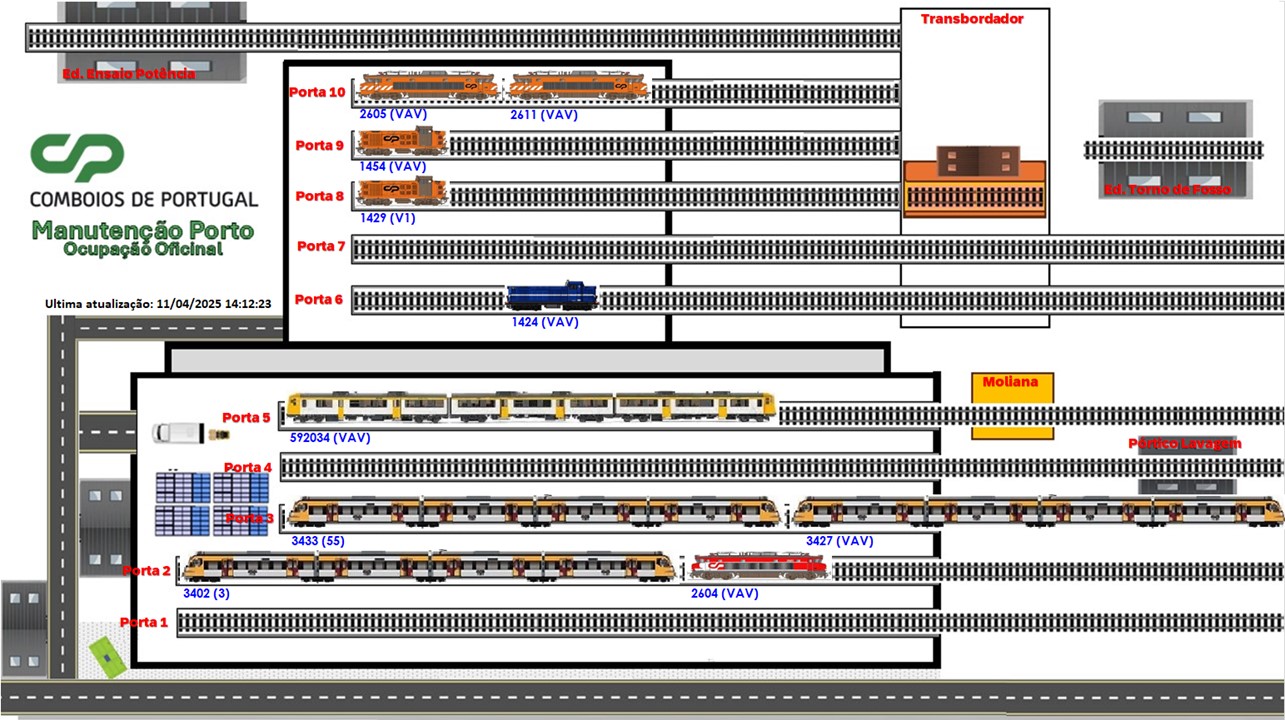 Transbordador
Ed. Ensaio Potência
Porta 10
2605 (VAV)
2611 (VAV)
Porta 9
1454 (VAV)
Ed. Torno de Fosso
Porta 8
1429 (V1)
CP
COMBOIOS DE PORTUGAL
Manutenção Porto
Ocupação Oficinal
Porta 7
Ultima atualização: 11/04/2025 14:12:23
Porta 6
1424 (VAV)
Moliana
Porta 5
592034 (VAV)
Pórtico Lavagem
Porta 4
Porta 3
3433 (55)
3427 (VAV)
Porta 2
3402 (3)
2604 (VAV)
Porta 1